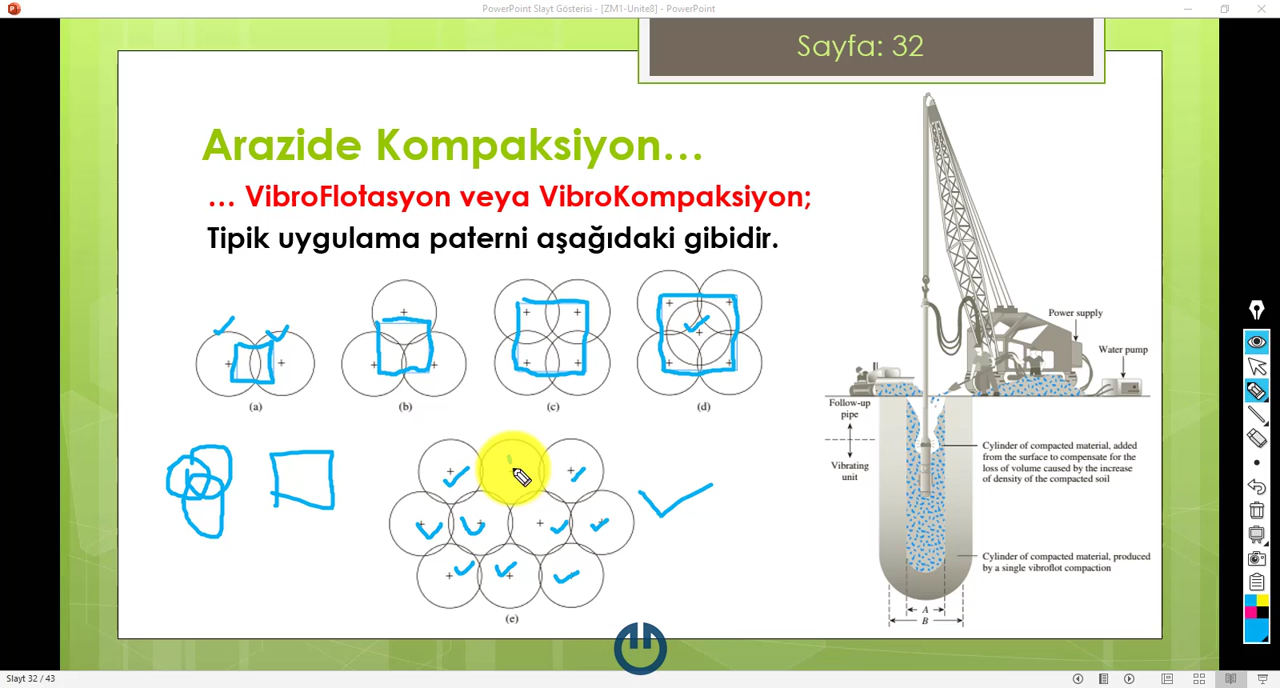 PowerPoint Slayt Gösterisi - [ZM1-Unite8] - PowerPoint
Sayfa: 32
Arazide Kompaksiyon...
... VibroFlotasyon veya VibroKompaksiyon;
Tipik uygulama paterni aşağıdaki gibidir.
(a)
(b)
(c)
(d)
(e)
Power supply
Water pump
Follow-up
pipe
Vibrating
unit
Cylinder of compacted material, added
from the surface to compensate for the
loss of volume caused by the increase
of density of the compacted soil
Cylinder of compacted material, produced
by a single vibroflot compaction
A
B
Slayt 32 / 43